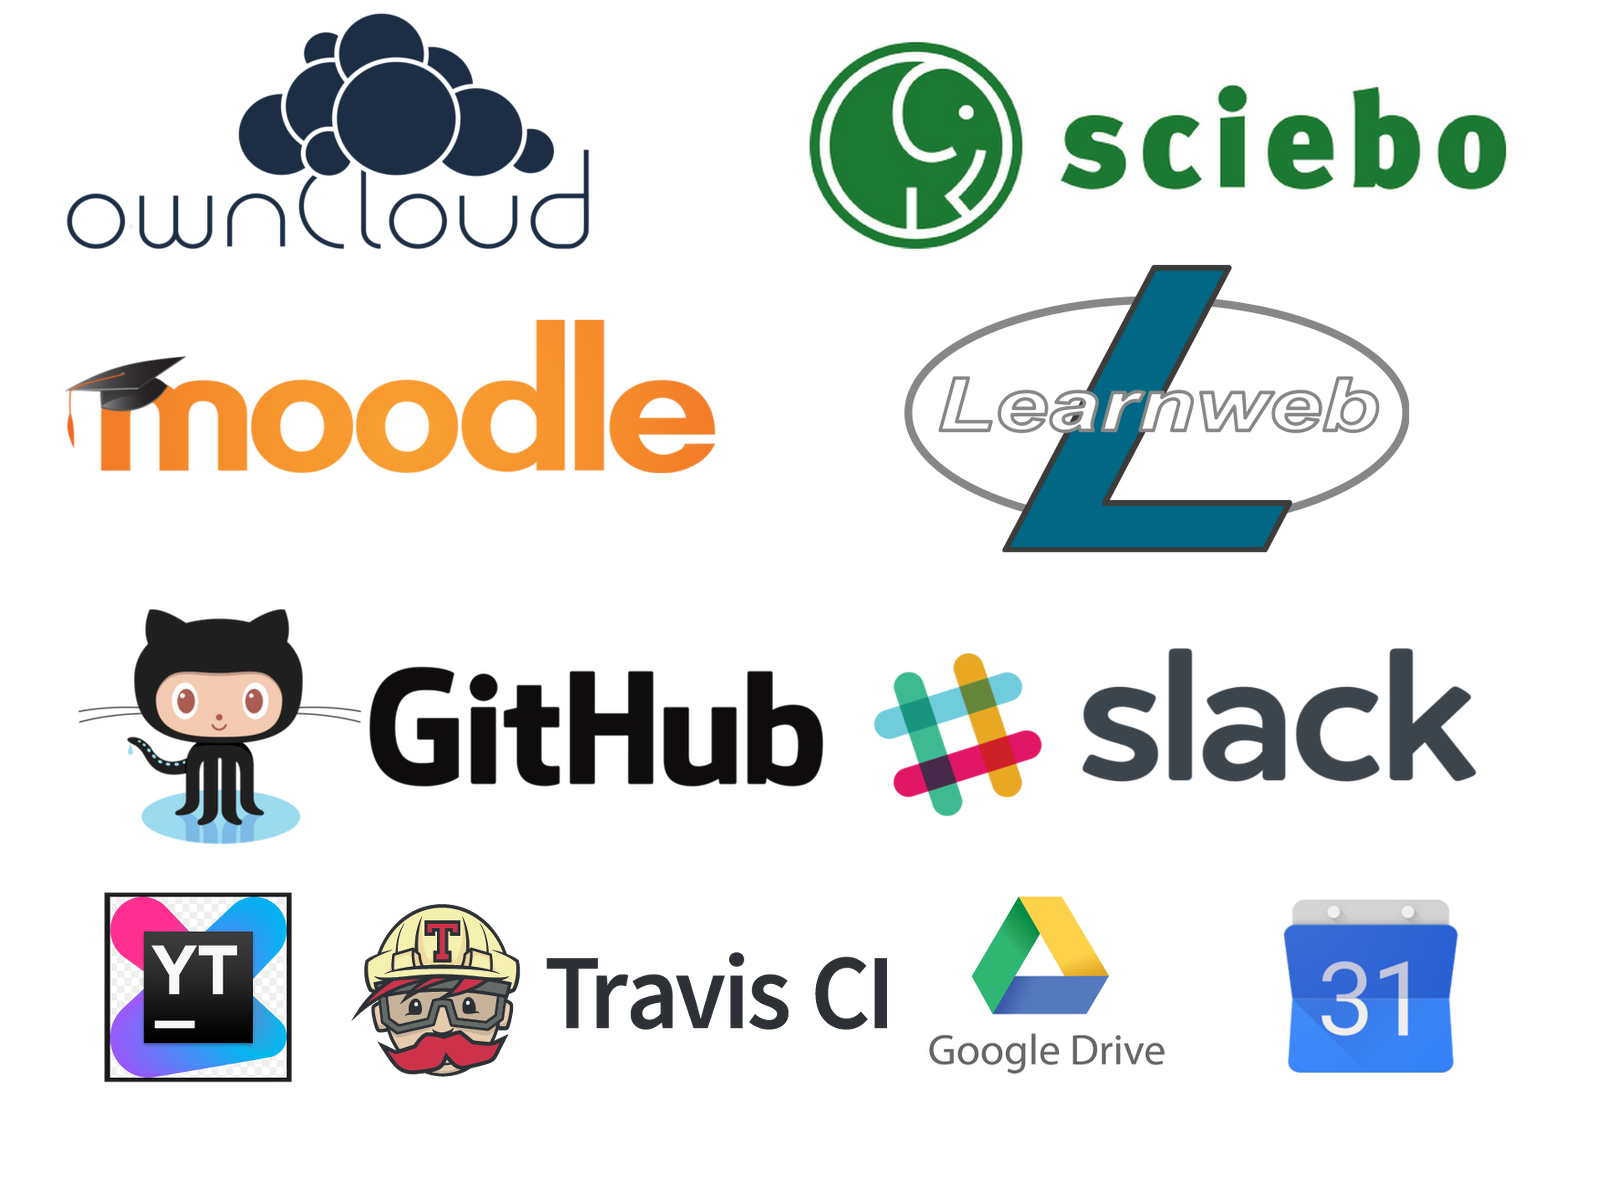 ownCloud
sciebo
moodle
Learnweb
GitHub
slack
YT
T
Travis CI
Google Drive
31